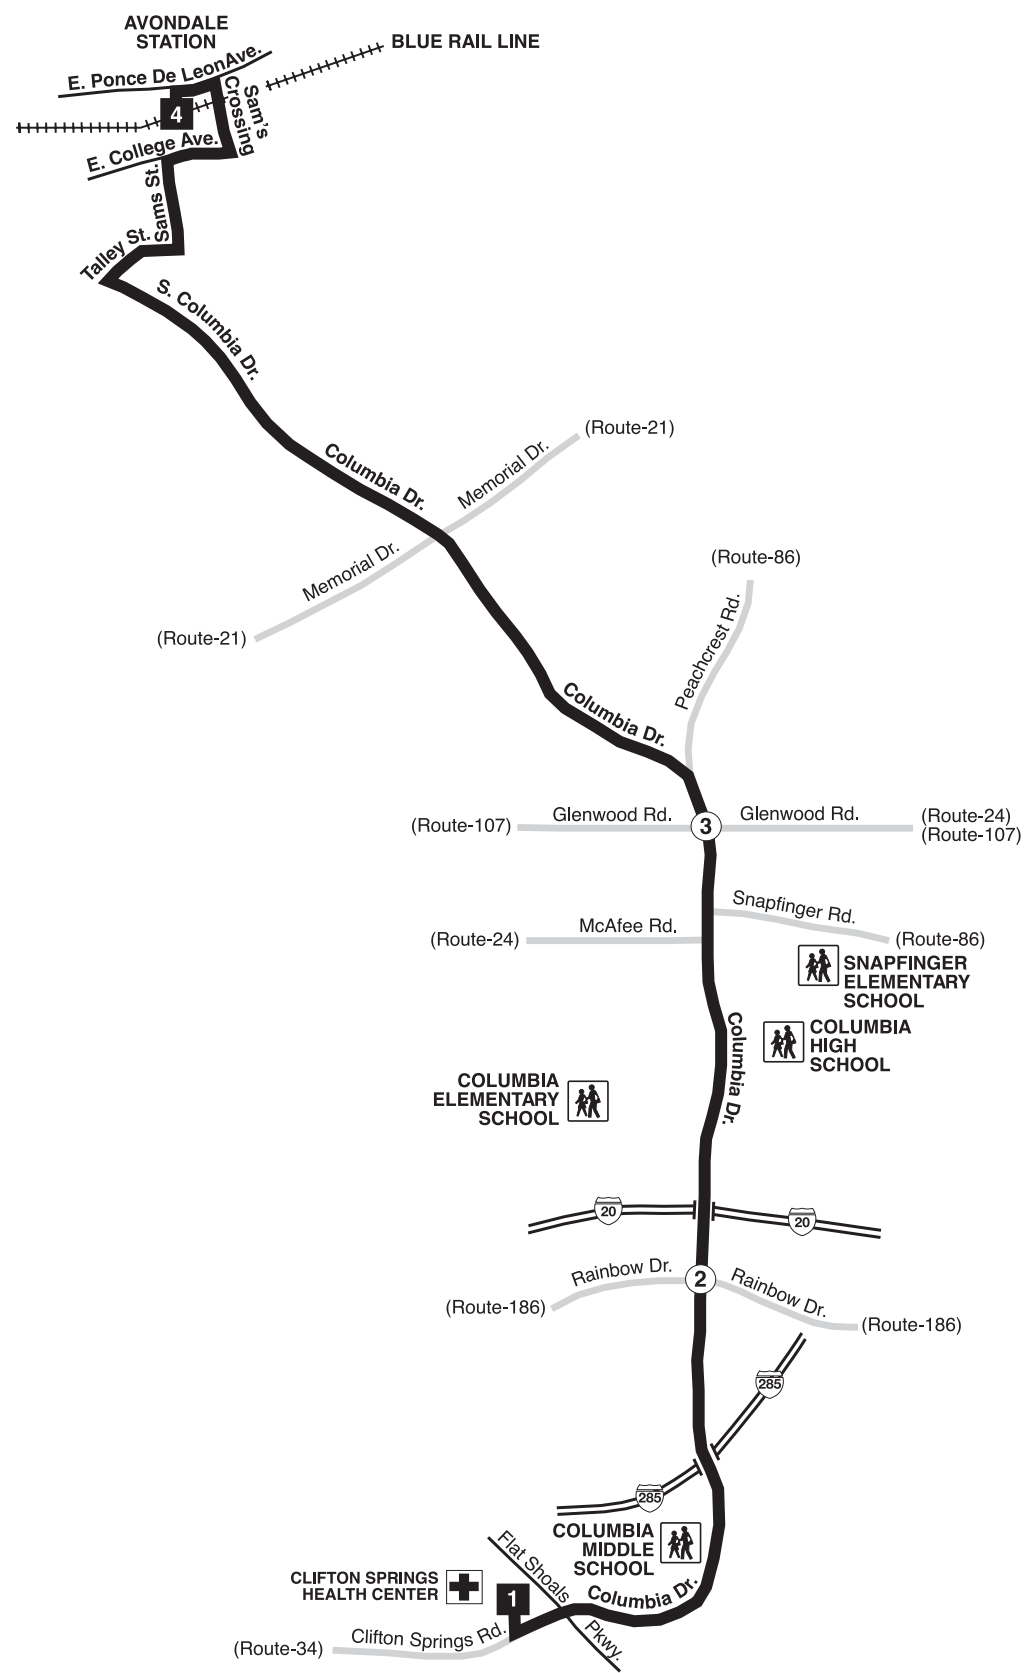 AVONDALE
STATION
BLUE RAIL LINE
E. Ponce De Leon Ave.
Sam's
Crossing
4
E. College Ave.
Sams St.
Talley St.
S. Columbia Dr.
Columbia Dr.
Memorial Dr.
(Route-21)
Memorial Dr.
(Route-21)
(Route-86)
Peachcrest Rd.
Columbia Dr.
(Route-107)
Glenwood Rd.
3
Glenwood Rd.
(Route-24)
(Route-107)
Snapfinger Rd.
(Route-86)
(Route-24)
McAfee Rd.
SNAPFINGER
ELEMENTARY
SCHOOL
COLUMBIA
HIGH
SCHOOL
Columbia Dr.
COLUMBIA
ELEMENTARY
SCHOOL
20
20
Rainbow Dr.
2
Rainbow Dr.
(Route-186)
(Route-186)
285
285
COLUMBIA
MIDDLE
SCHOOL
Flat Shoals
Pkwy.
Columbia Dr.
CLIFTON SPRINGS
HEALTH CENTER
1
Clifton Springs Rd.
(Route-34)